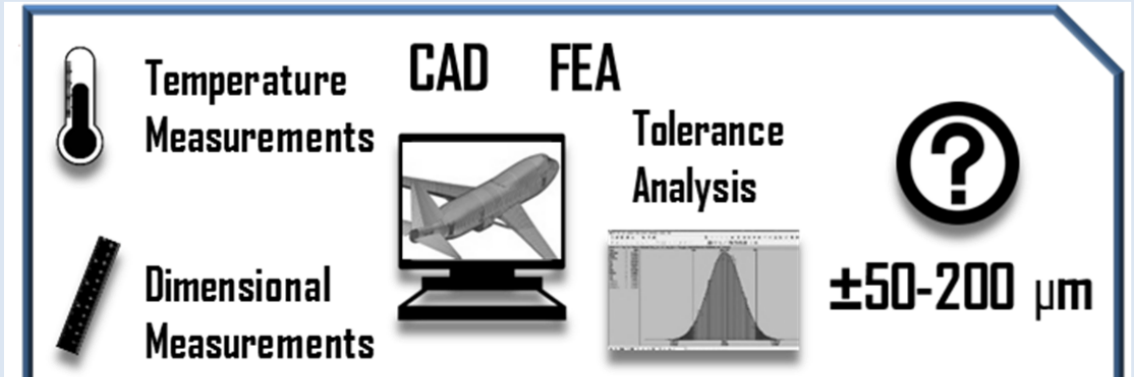 Temperature
Measurements
CAD FEA
Tolerance
Analysis
?
±50-200 µm
Dimensional
Measurements